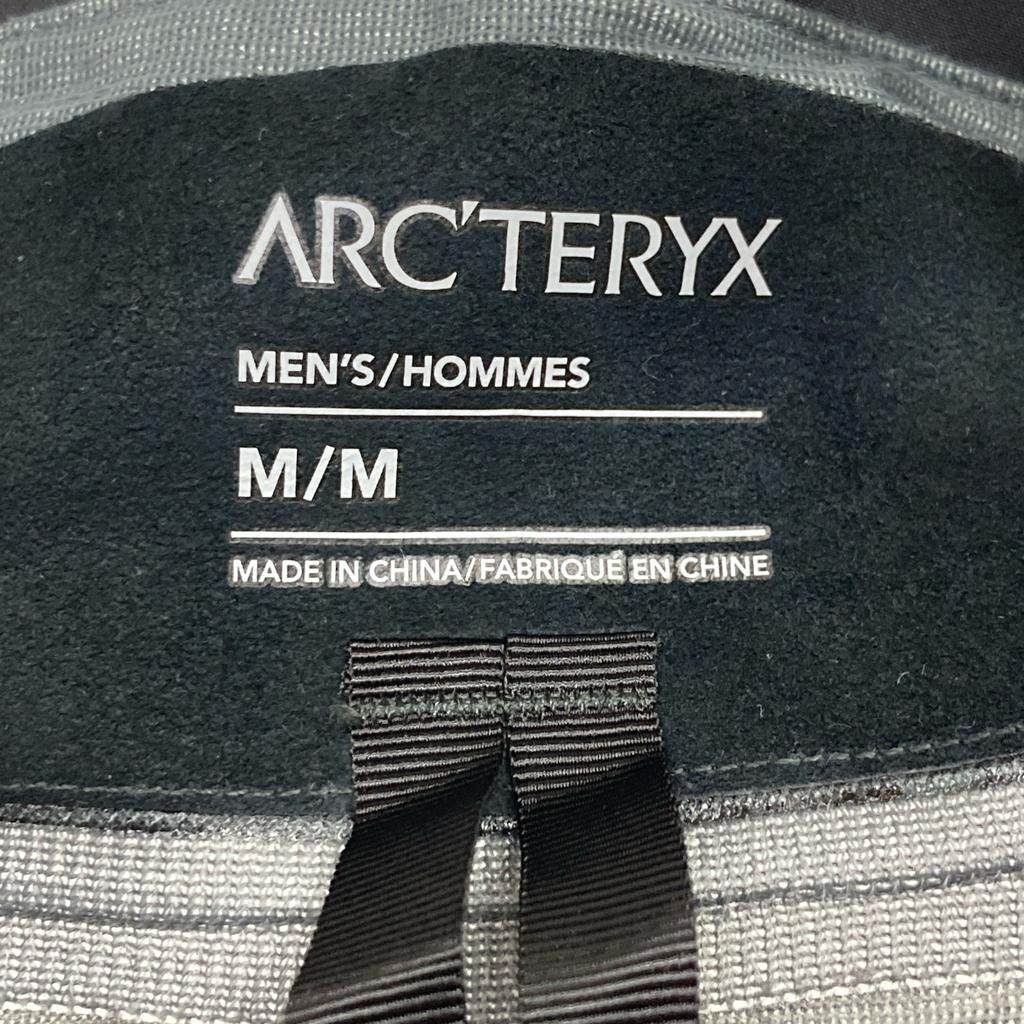 ARC'TERYX
MEN'S/HOMMES
M/M
MADE IN CHINA/FABRIQUÉ EN CHINE